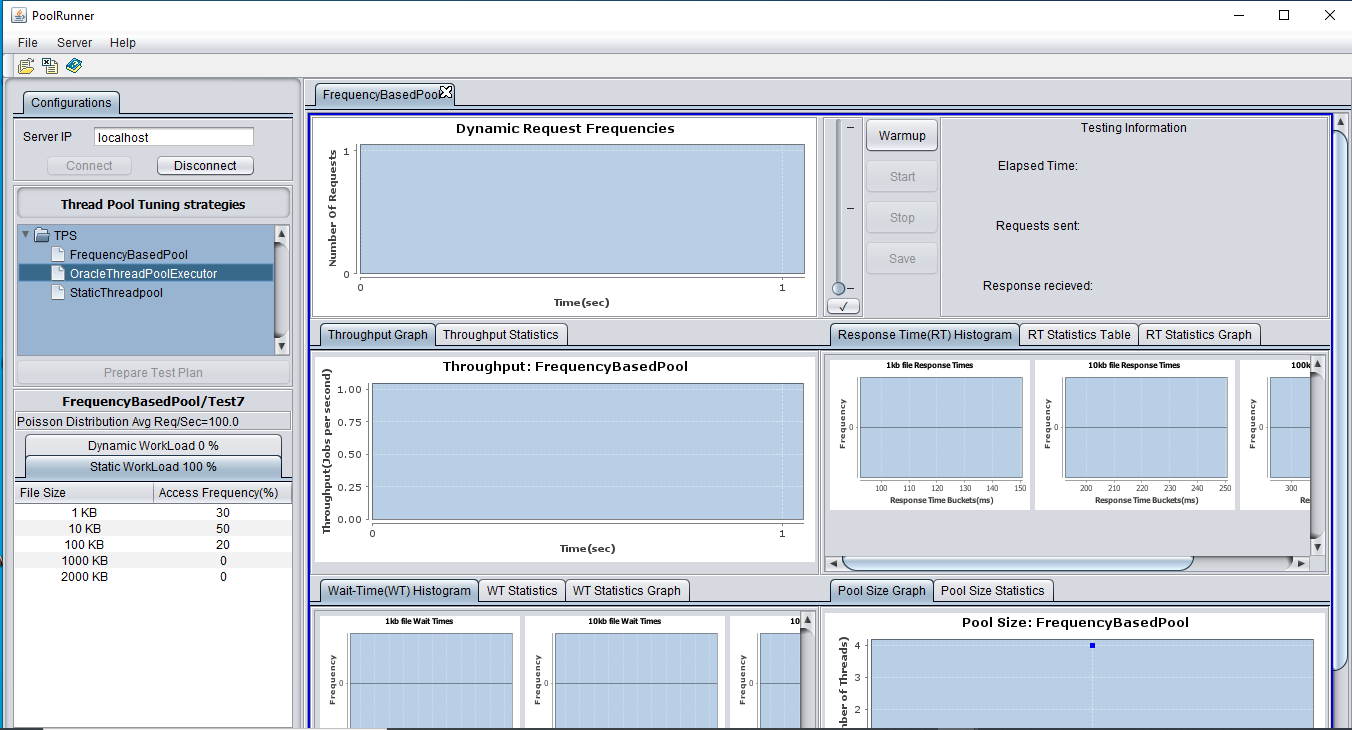 PoolRunner
File Server Help
Configurations
Server IP localhost
Connect Disconnect
Thread Pool Tuning strategies
TPS
FrequencyBasedPool
OracleThreadPoolExecutor
StaticThreadpool
Prepare Test Plan
FrequencyBasedPool/Test7
Poisson Distribution Avg Req/Sec=100.0
Dynamic WorkLoad 0 %
Static WorkLoad 100 %
File Size Access Frequency(%)
1 KB 30
10 KB 50
100 KB 20
1000 KB 0
2000 KB 0
FrequencyBasedPool
Dynamic Request Frequencies
Number Of Requests
1
0
0 1
Time(sec)
Warmup
Start
Stop
Save
✓
Testing Information
Elapsed Time:
Requests sent:
Response recieved:
Throughput Graph Throughput Statistics
Throughput: FrequencyBasedPool
Throughput(Jobs per second)
1.00
0.75
0.50
0.25
0.00
0 1
Time(sec)
Response Time(RT) Histogram RT Statistics Table RT Statistics Graph
1kb file Response Times
Frequency
0
100 110 120 130 140 150
Response Time Buckets(ms)
10kb file Response Times
Frequency
0
200 210 220 230 240 250
Response Time Buckets(ms)
100k
Frequency
0
300
Re
Wait-Time(WT) Histogram WT Statistics WT Statistics Graph
1kb file Wait Times
Frequency
0
10kb file Wait Times
Frequency
0
10
Frequency
0
Pool Size Graph Pool Size Statistics
Pool Size: FrequencyBasedPool
ber of Threads)
4
3
2